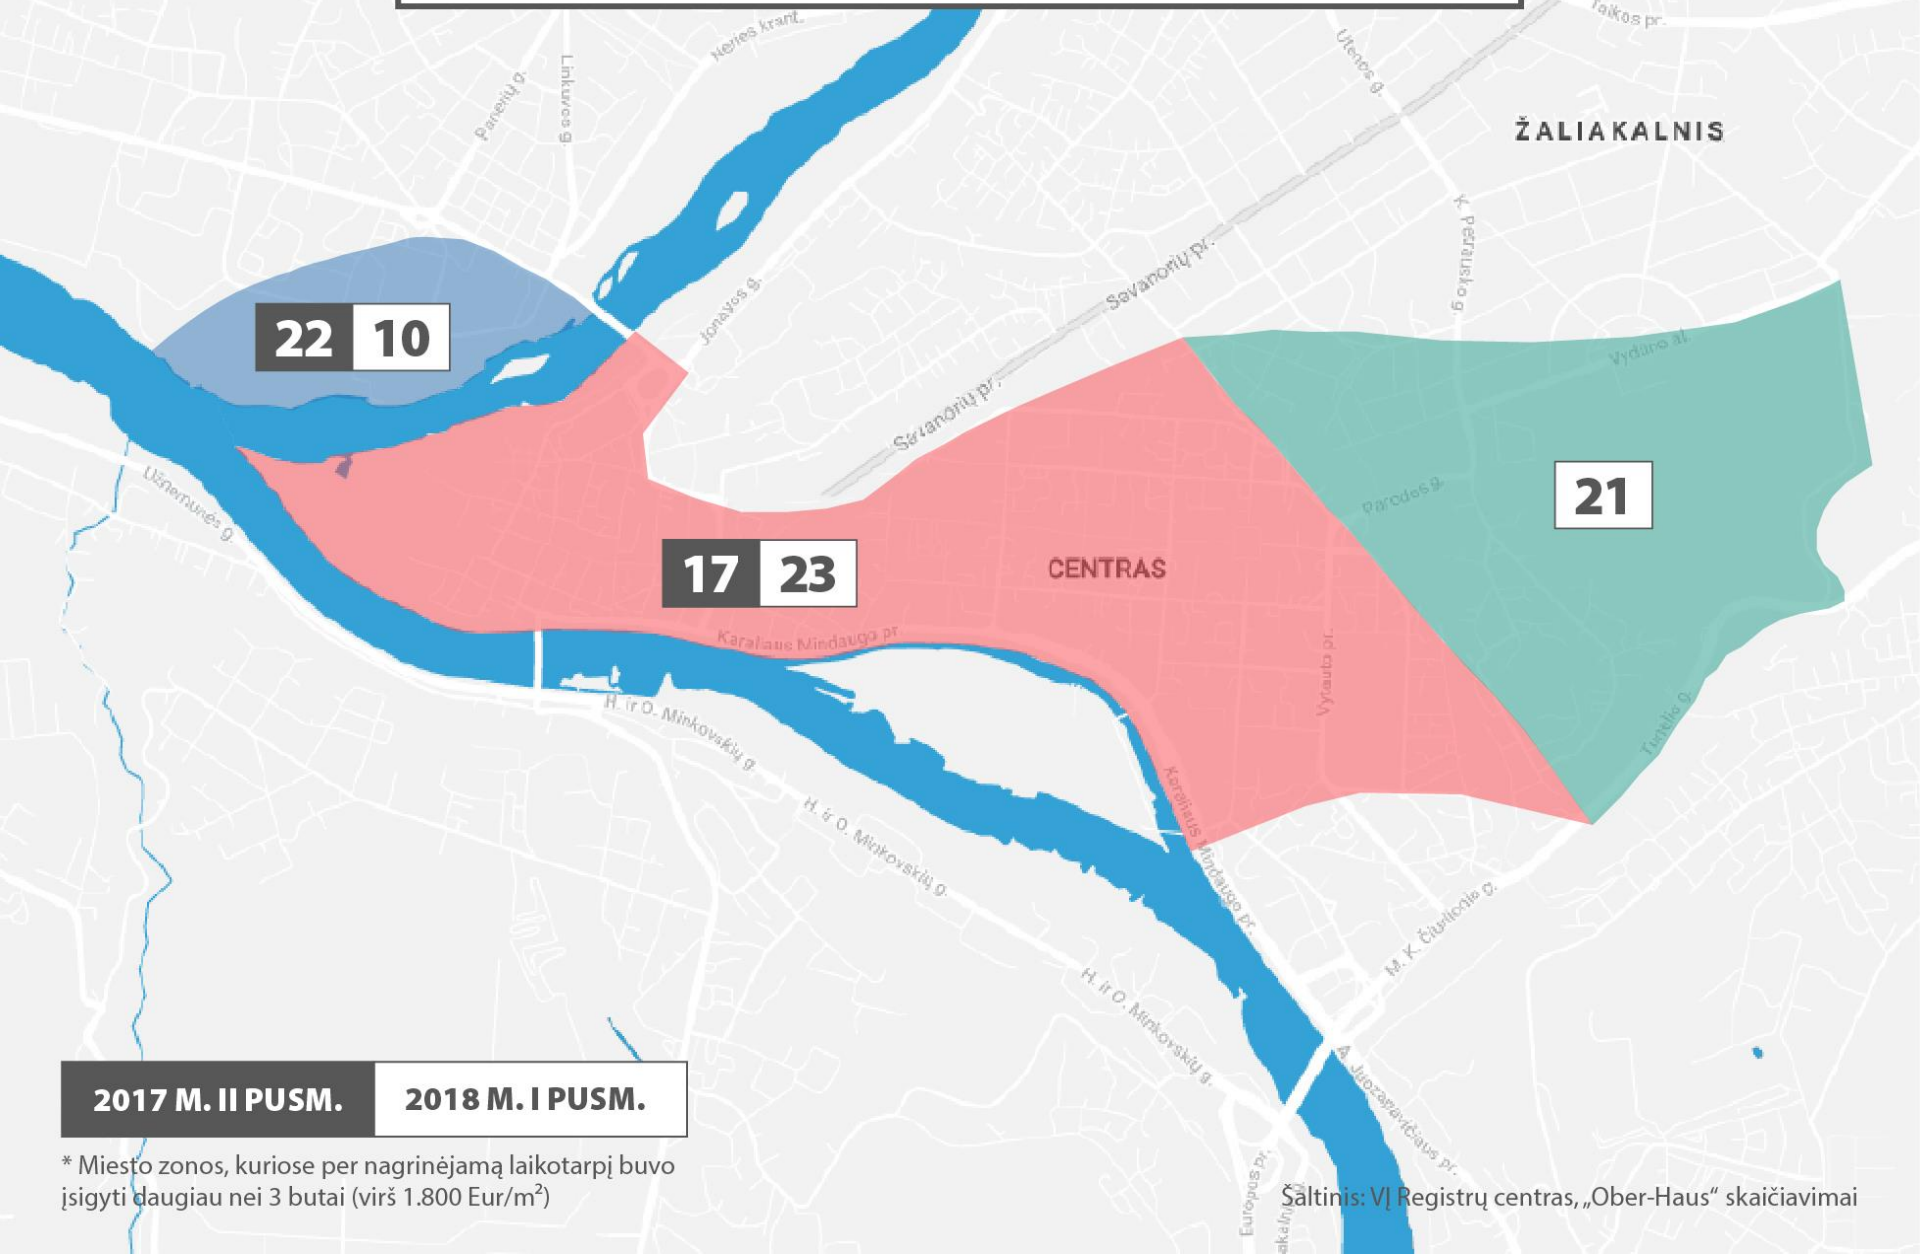 Neries krant.
Taikos pr.
Utenos g.
Linkuvos g
Panerių g.
ŽALIAKALNIS
K. Petrausko g
Savanorių pr.
Jonavos g.
22 10
Vydūno al
Savanorių pr.
Užnemunės g.
Parodos g.
21
17 23
CENTRAS
Karaliaus Mindaugo pr.
Vytauto pr.
H. ir O. Minkovskių g.
Tunelio g.
Karaliaus Mindaugo pr.
H. ir O. Minkovskių g.
M. K. Čiurlionio g.
H. ir O. Minkovskių g.
A. Juozapavičiaus pr.
2017 M. II PUSM. 2018 M. I PUSM.
* Miesto zonos, kuriose per nagrinėjamą laikotarpį buvo
įsigyti daugiau nei 3 butai (virš 1.800 Eur/m²)
Europos pr.
Šaltinis: VĮ Registrų centras, „Ober-Haus“ skaičiavimai